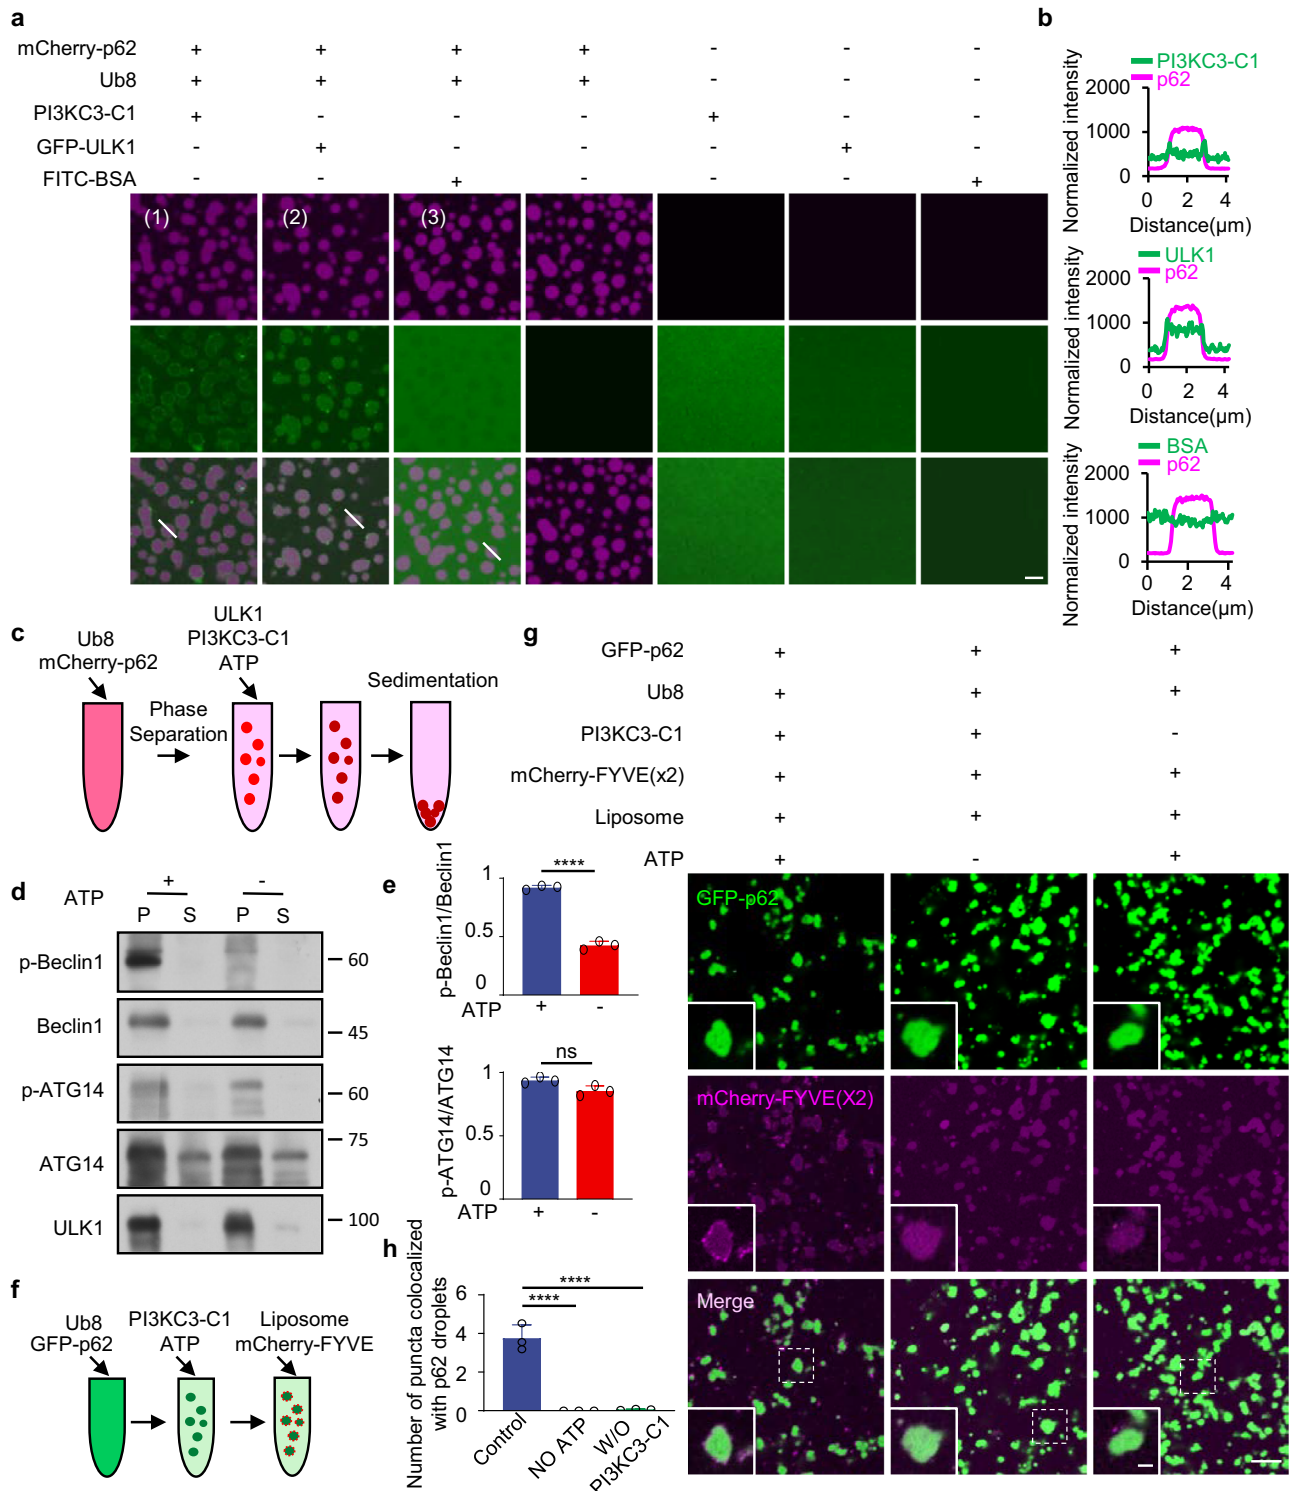 a
mCherry-p62 + + + + - - -
Ub8 + + + + - - -
PI3KC3-C1 + - - - + - -
GFP-ULK1 - + - - - + -
FITC-BSA - - + - - - +
(1) (2) (3)
b
PI3KC3-C1
p62
Normalized intensity
2000
1000
0
0 2 4
Distance(μm)
ULK1
p62
Normalized intensity
2000
1000
0
0 2 4
Distance(μm)
BSA
p62
Normalized intensity
2000
1000
0
0 2 4
Distance(μm)
c
Ub8
mCherry-p62
Phase
Separation
ULK1
PI3KC3-C1
ATP
Sedimentation
d
ATP + -
P S P S
p-Beclin1 60
Beclin1 45
p-ATG14 60
ATG14 75
ULK1 100
e
p-Beclin1/Beclin1
1
0.5
0
****
ATP + -
p-ATG14/ATG14
1
0.5
0
ns
ATP + -
f
Ub8
GFP-p62
PI3KC3-C1
ATP
Liposome
mCherry-FYVE
g
GFP-p62 + + +
Ub8 + + +
PI3KC3-C1 + + -
mCherry-FYVE(x2) + + +
Liposome + + +
ATP + - +
GFP-p62
mCherry-FYVE(X2)
Merge
h
Number of puncta colocalized
with p62 droplets
6
4
2
0
****
****
Control
NO ATP
W/O
PI3KC3-C1